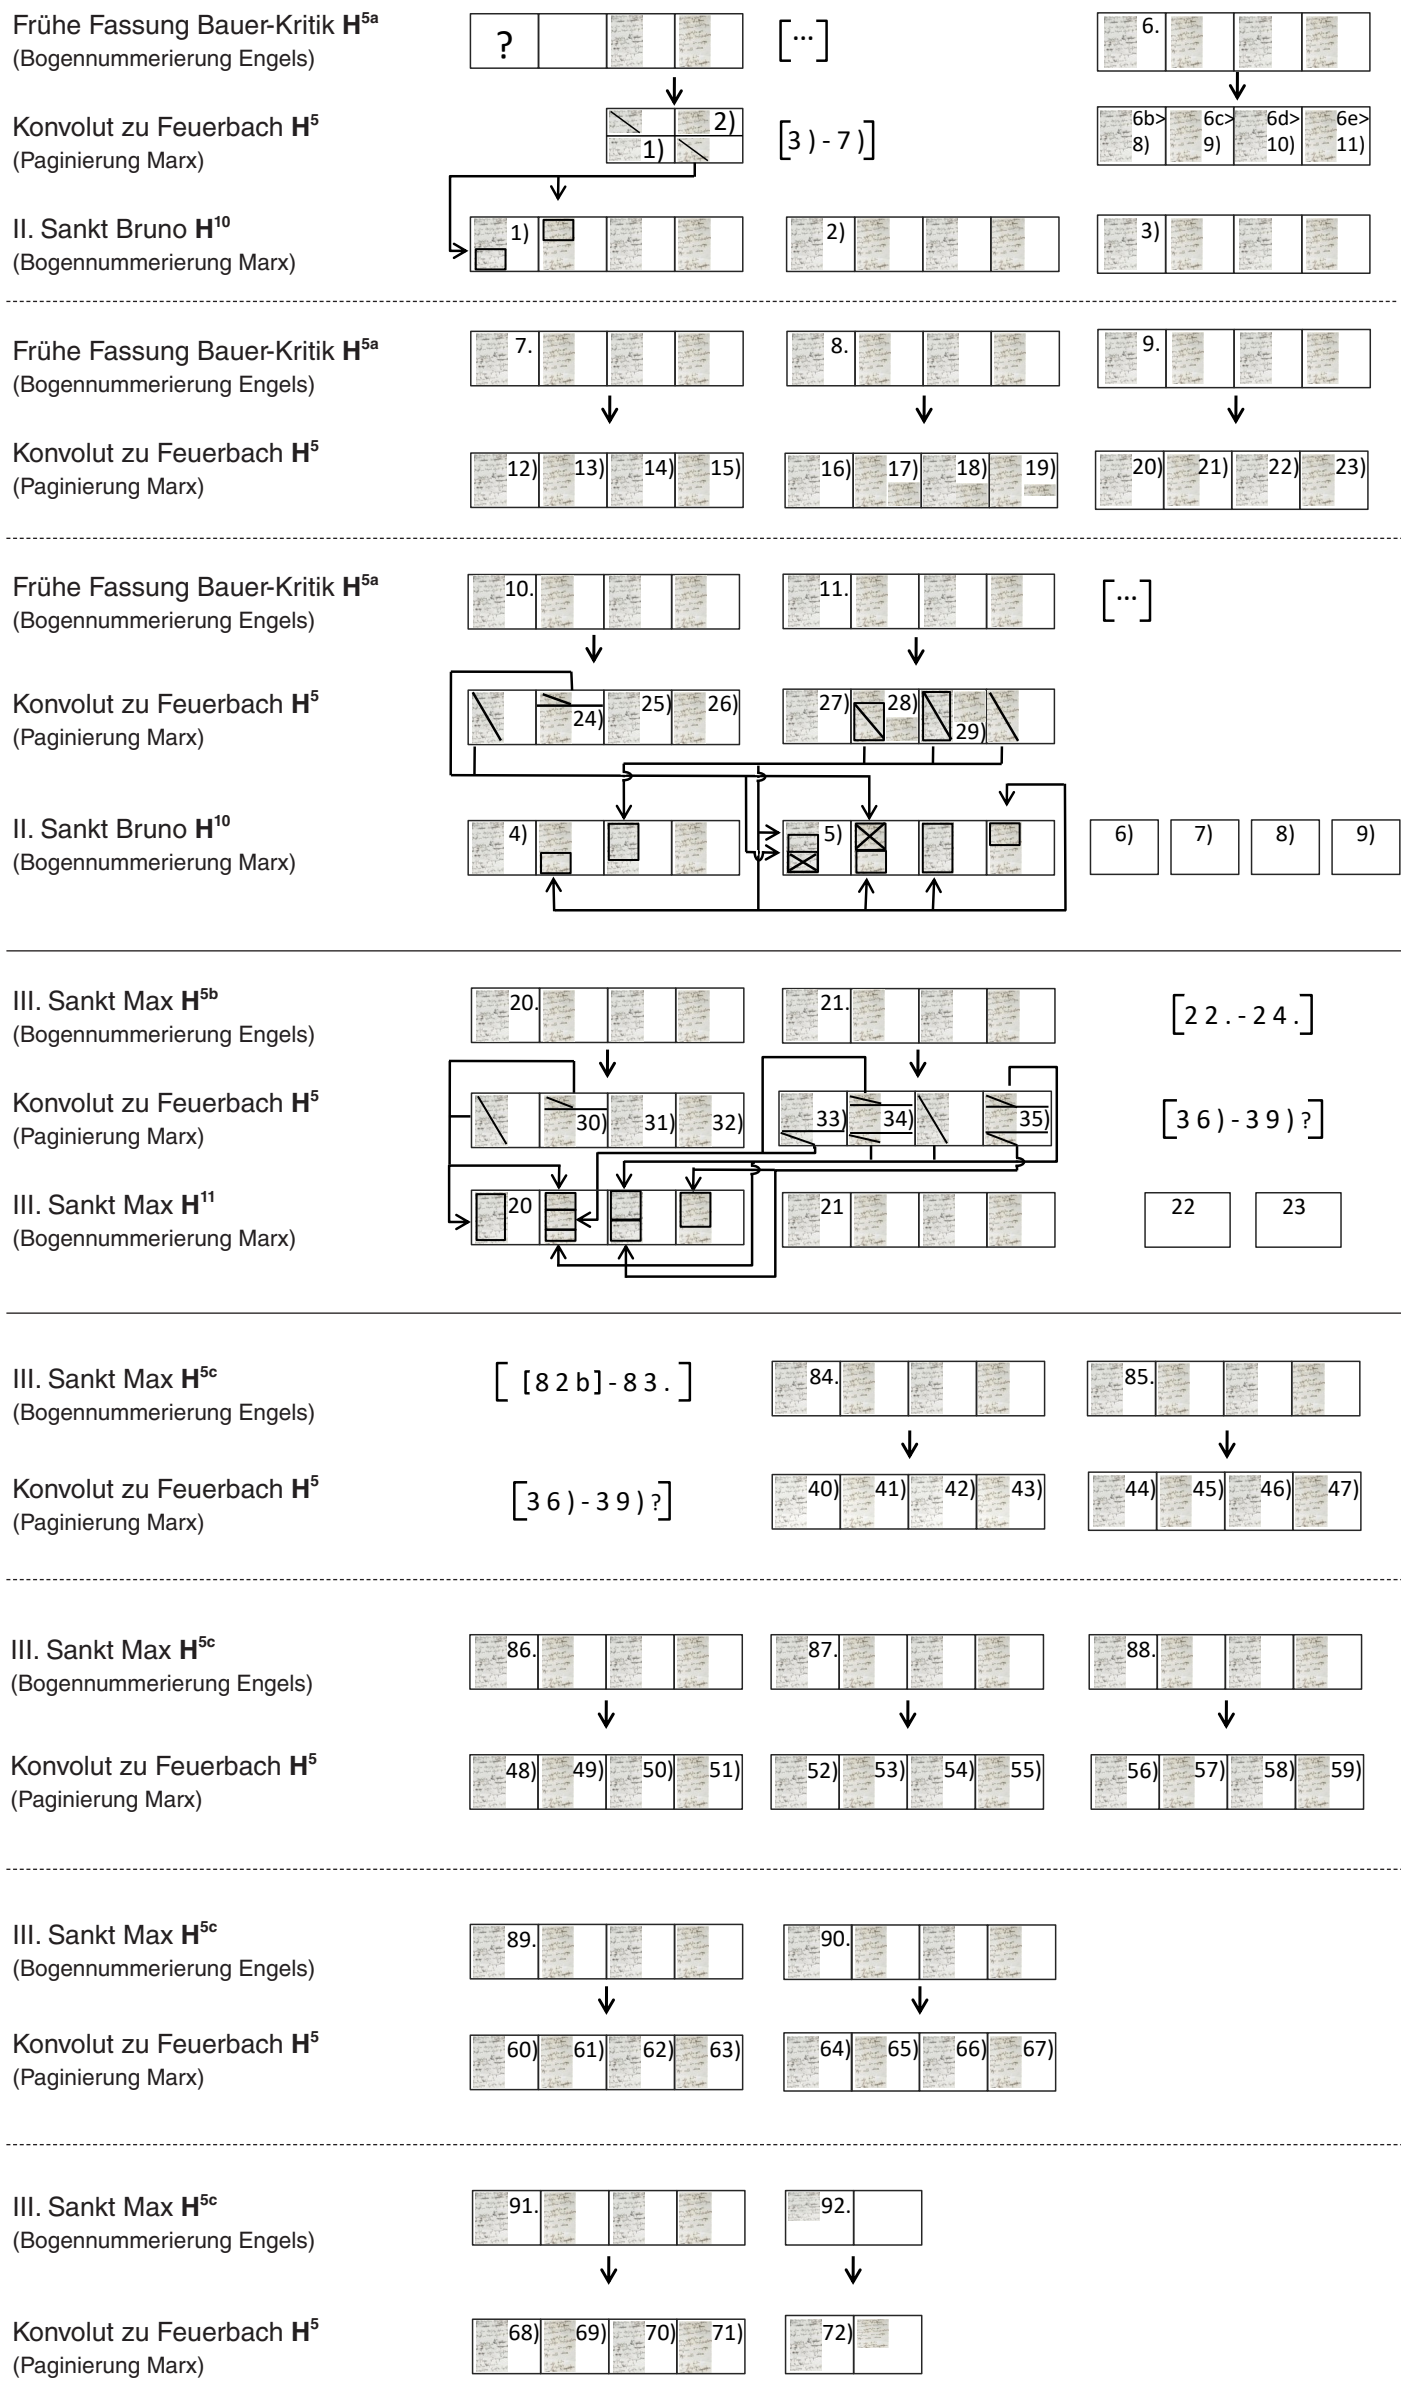 Frühe Fassung Bauer-Kritik H5a
(Bogennummerierung Engels)
? [...] 6.
Konvolut zu Feuerbach H5
(Paginierung Marx)
2) 1) [3)-7)] 6b> 8) 6c> 9) 6d> 10) 6e> 11)
II. Sankt Bruno H10
(Bogennummerierung Marx)
1) 2) 3)
Frühe Fassung Bauer-Kritik H5a
(Bogennummerierung Engels)
7. 8. 9.
Konvolut zu Feuerbach H5
(Paginierung Marx)
12) 13) 14) 15) 16) 17) 18) 19) 20) 21) 22) 23)
Frühe Fassung Bauer-Kritik H5a
(Bogennummerierung Engels)
10. 11. [...]
Konvolut zu Feuerbach H5
(Paginierung Marx)
24) 25) 26) 27) 28) 29)
II. Sankt Bruno H10
(Bogennummerierung Marx)
4) 5) 6) 7) 8) 9)
III. Sankt Max H5b
(Bogennummerierung Engels)
20. 21. [22.-24.]
Konvolut zu Feuerbach H5
(Paginierung Marx)
30) 31) 32) 33) 34) 35) [36)-39)?]
III. Sankt Max H11
(Bogennummerierung Marx)
20 21 22 23
III. Sankt Max H5c
(Bogennummerierung Engels)
[[82b]-83.] 84. 85.
Konvolut zu Feuerbach H5
(Paginierung Marx)
[36)-39)?] 40) 41) 42) 43) 44) 45) 46) 47)
III. Sankt Max H5c
(Bogennummerierung Engels)
86. 87. 88.
Konvolut zu Feuerbach H5
(Paginierung Marx)
48) 49) 50) 51) 52) 53) 54) 55) 56) 57) 58) 59)
III. Sankt Max H5c
(Bogennummerierung Engels)
89. 90.
Konvolut zu Feuerbach H5
(Paginierung Marx)
60) 61) 62) 63) 64) 65) 66) 67)
III. Sankt Max H5c
(Bogennummerierung Engels)
91. 92.
Konvolut zu Feuerbach H5
(Paginierung Marx)
68) 69) 70) 71) 72)